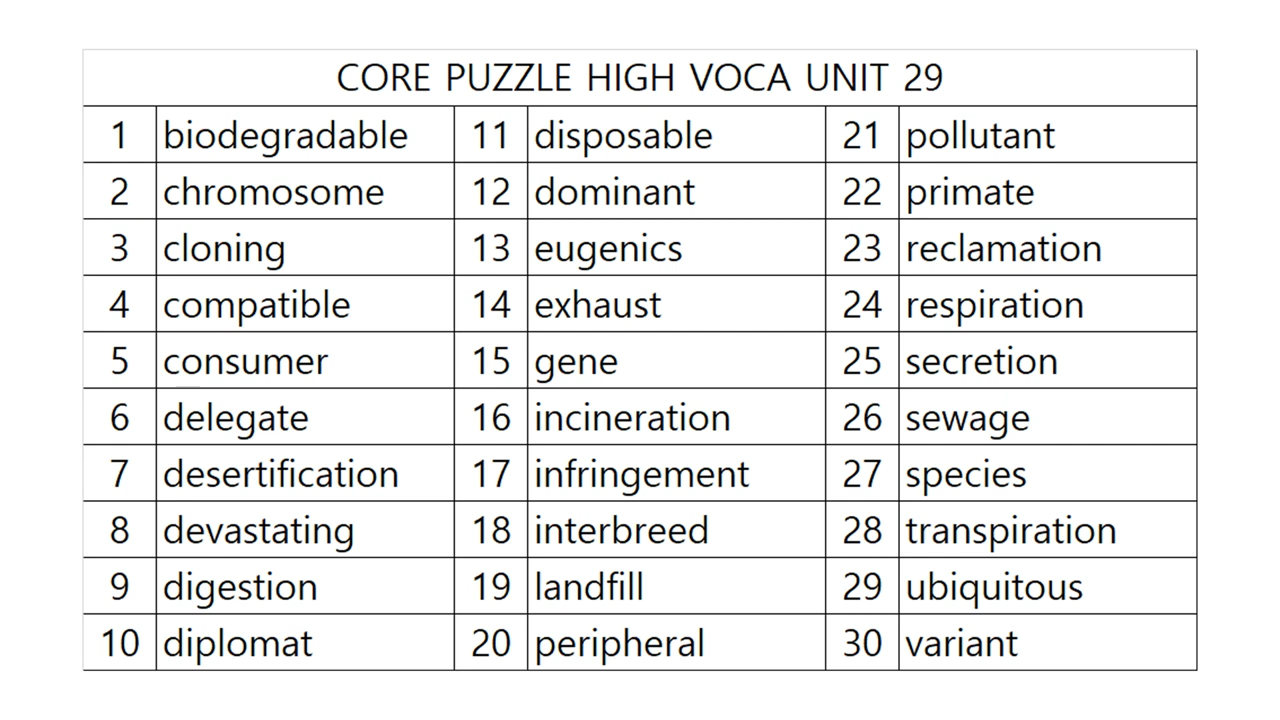 CORE PUZZLE HIGH VOCA UNIT 29
1 biodegradable 11 disposable 21 pollutant
2 chromosome 12 dominant 22 primate
3 cloning 13 eugenics 23 reclamation
4 compatible 14 exhaust 24 respiration
5 consumer 15 gene 25 secretion
6 delegate 16 incineration 26 sewage
7 desertification 17 infringement 27 species
8 devastating 18 interbreed 28 transpiration
9 digestion 19 landfill 29 ubiquitous
10 diplomat 20 peripheral 30 variant